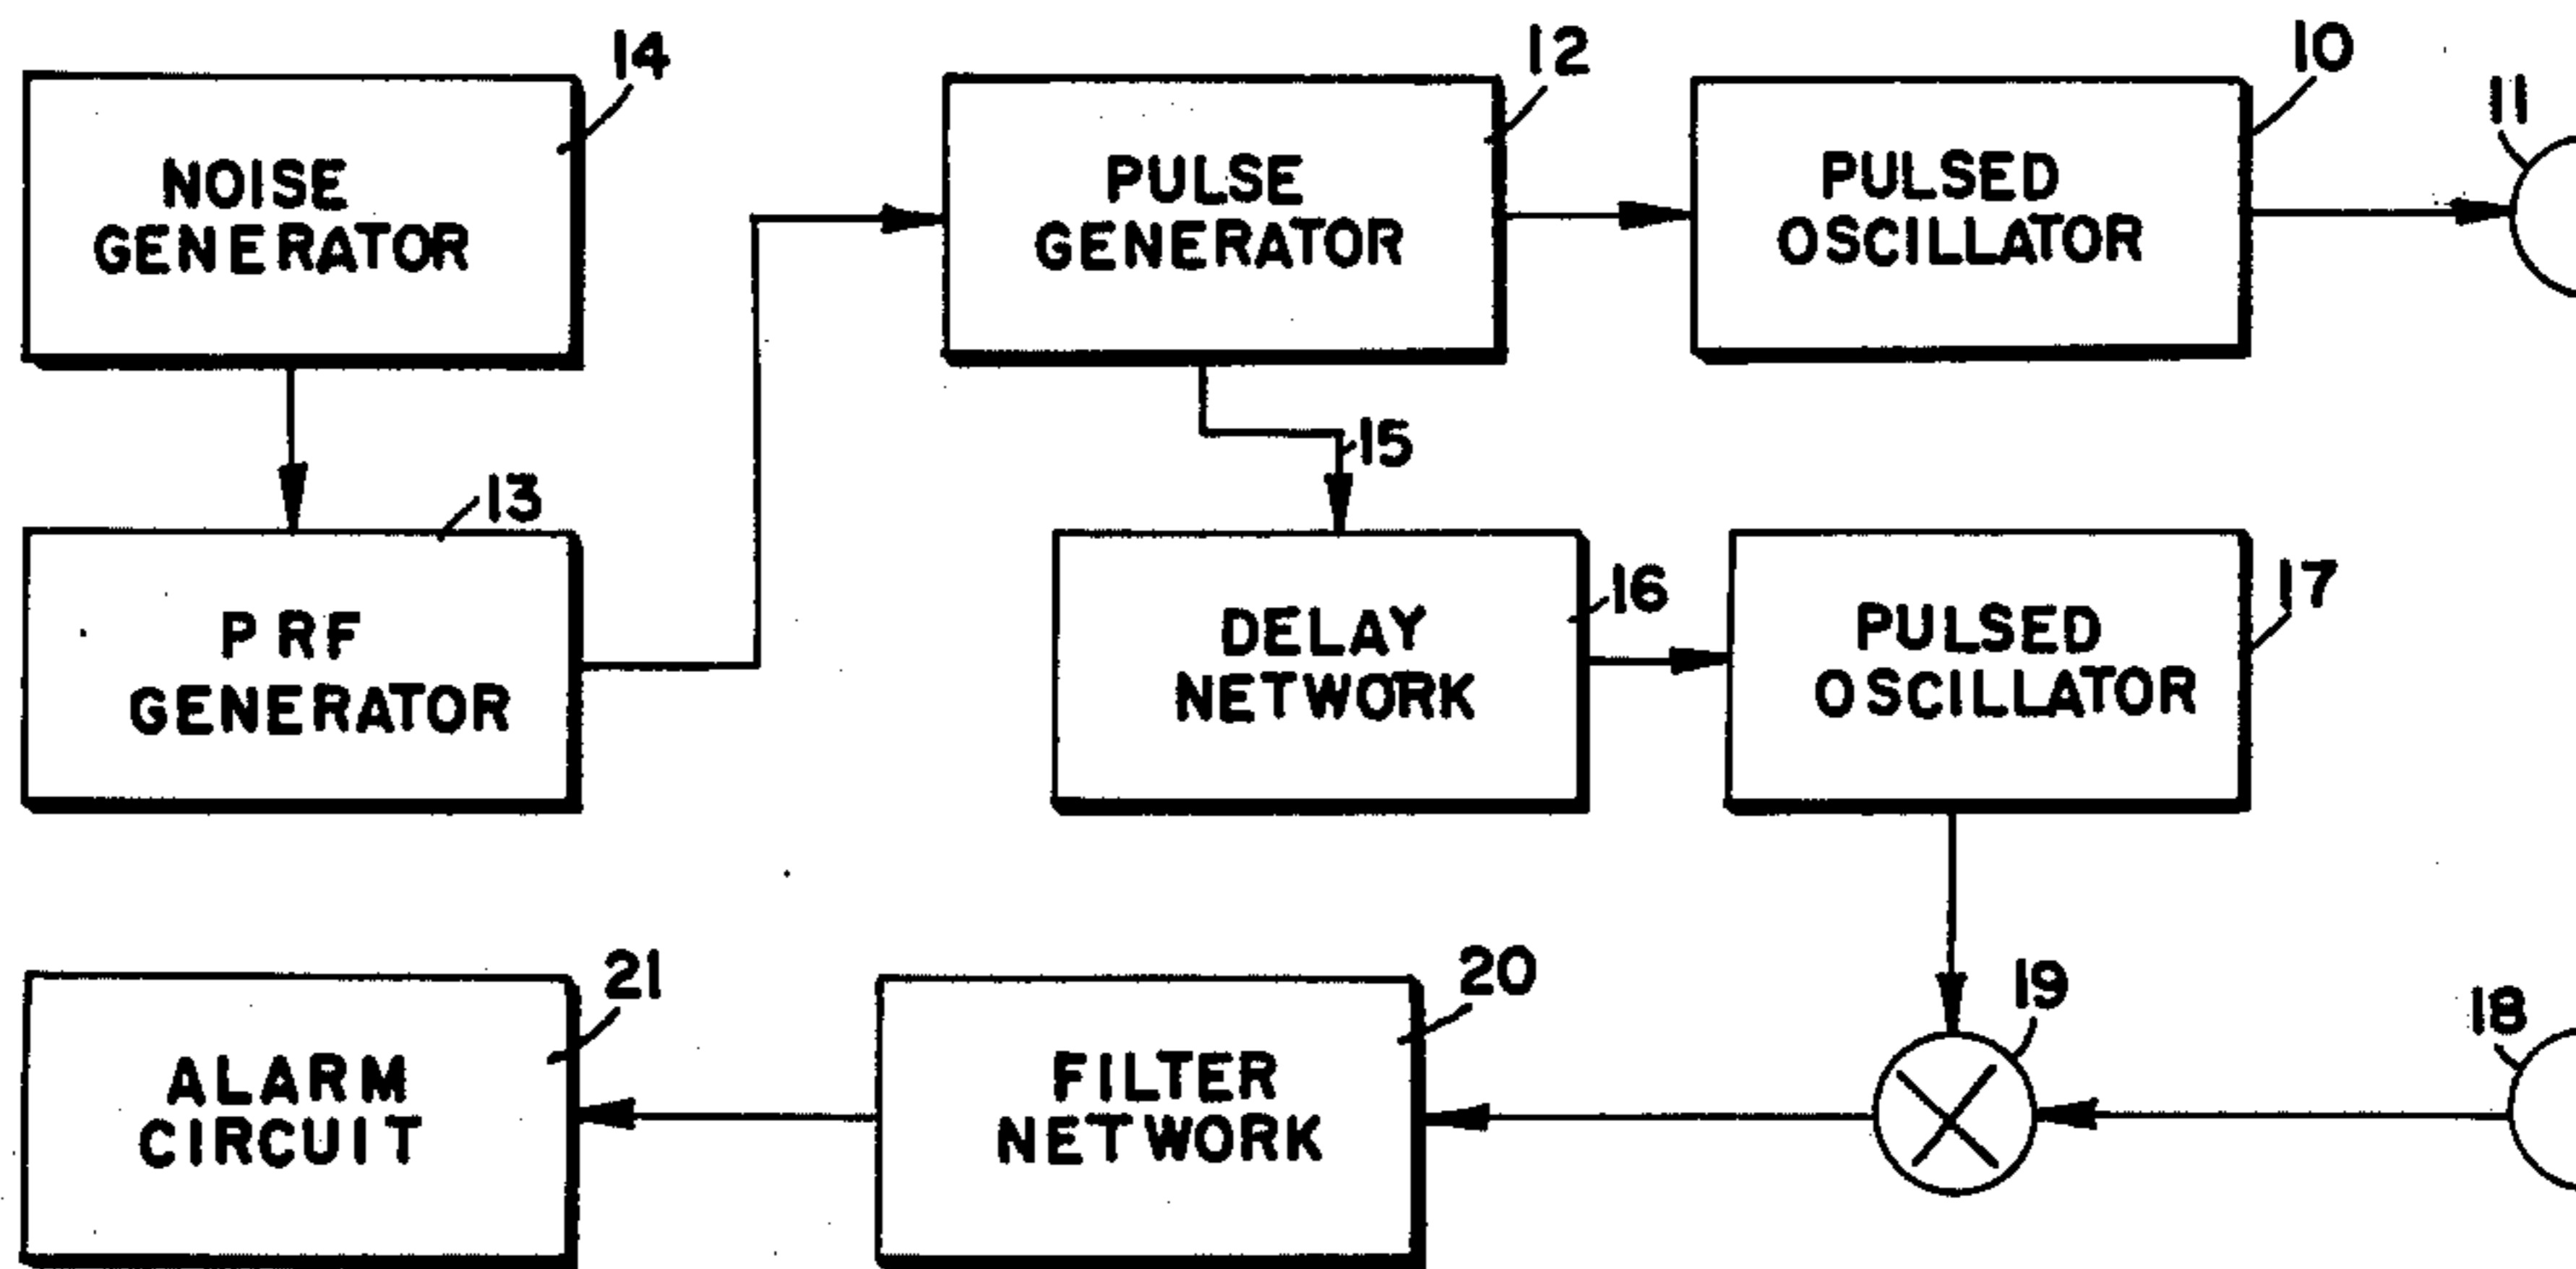 14
NOISE
GENERATOR
12
PULSE
GENERATOR
10
PULSED
OSCILLATOR
11
15
13
PRF
GENERATOR
16
DELAY
NETWORK
17
PULSED
OSCILLATOR
21
ALARM
CIRCUIT
20
FILTER
NETWORK
19
18